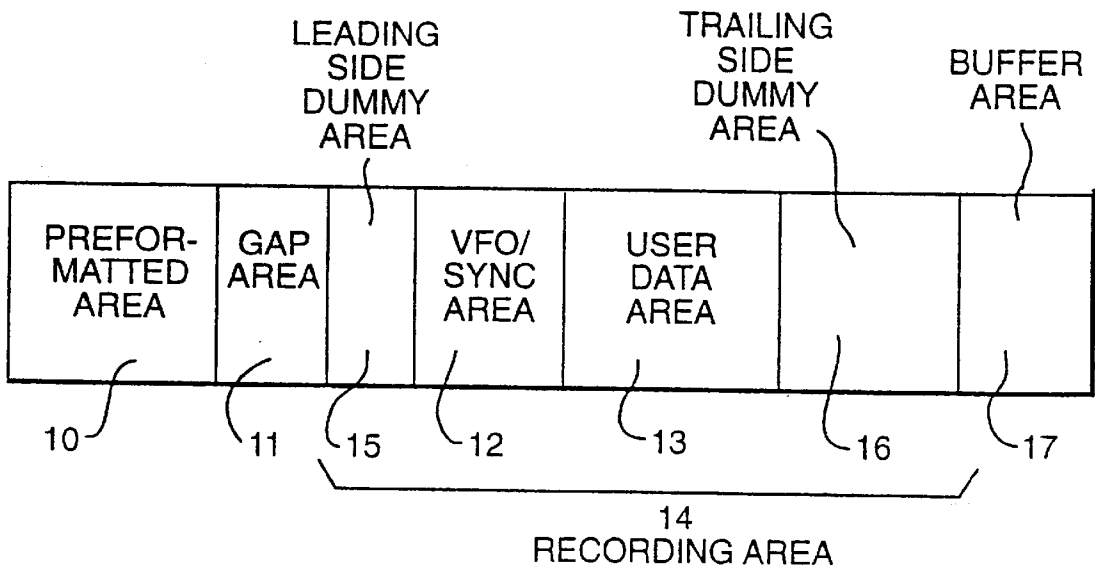 LEADING
SIDE
DUMMY
AREA
TRAILING
SIDE
DUMMY
AREA
BUFFER
AREA
PREFOR-
MATTED
AREA
GAP
AREA
VFO/
SYNC
AREA
USER
DATA
AREA
10
11
15
12
13
16
17
14
RECORDING AREA